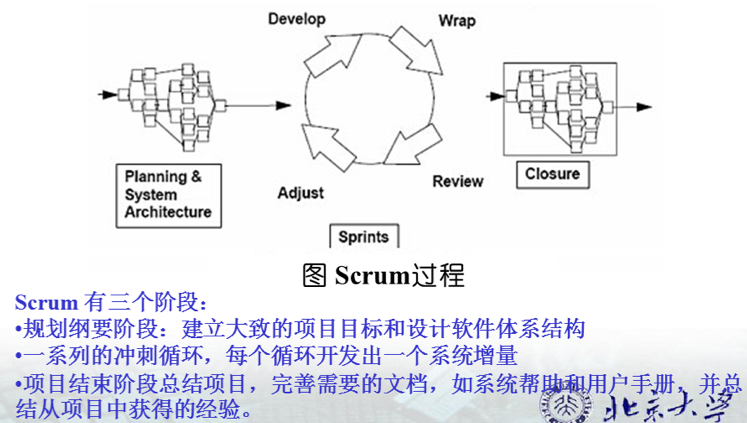 Develop
Wrap
Planning &
System
Architecture
Adjust
Review
Closure
Sprints
图 Scrum过程
Scrum 有三个阶段：
•规划纲要阶段：建立大致的项目目标和设计软件体系结构
•一系列的冲刺循环，每个循环开发出一个系统增量
•项目结束阶段总结项目，完善需要的文档，如系统帮助和用户手册，并总
结从项目中获得的经验。
北京大学